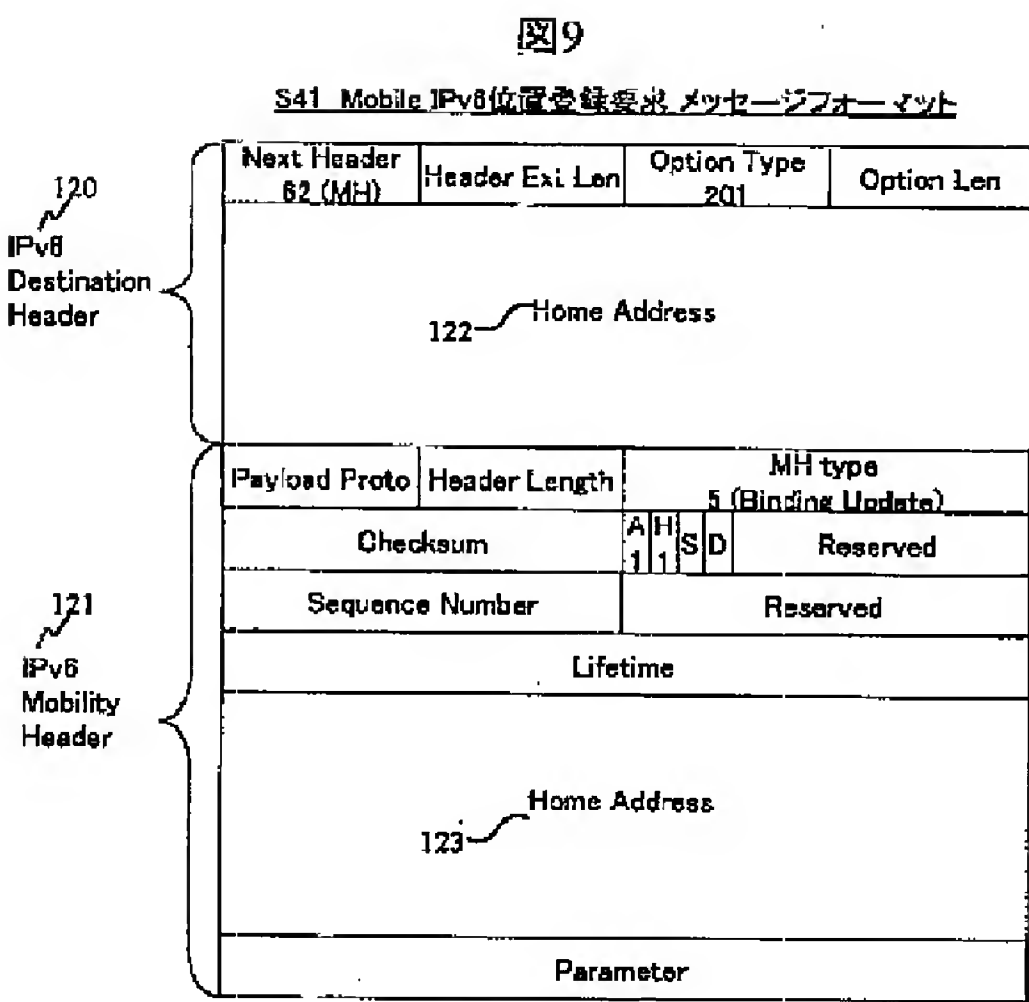 図9
S41 Mobile IPv6位置登録要求 メッセージフォーマット
120
IPv6
Destination
Header
Next Header
62 (MH)
Header Ext Len
Option Type
201
Option Len
122
Home Address
121
IPv6
Mobility
Header
Payload Proto
Header Length
MH type
5 (Binding Update)
Checksum
A
1
H
1
S
D
Reserved
Sequence Number
Reserved
Lifetime
123
Home Address
Parameter